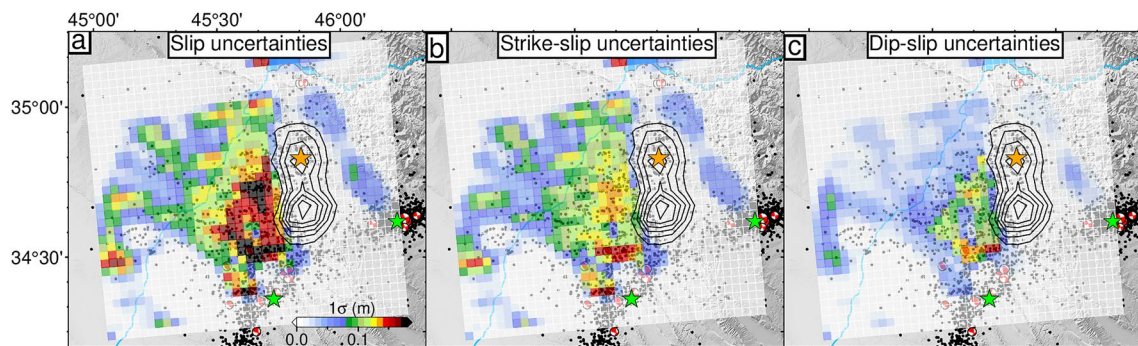 45°00' 45°30' 46°00'
a Slip uncertainties b Strike-slip uncertainties c Dip-slip uncertainties
35°00'
34°30'
1σ (m)
0.0 0.1